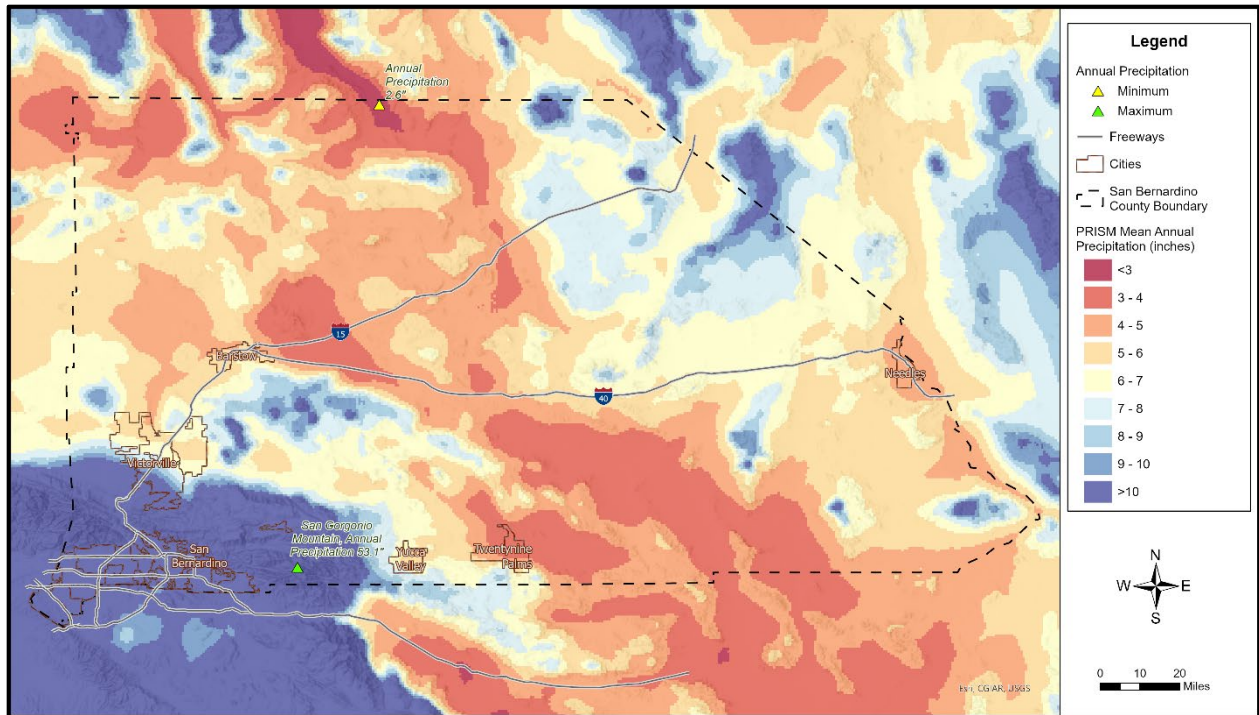 Annual
Precipitation
2.6"
15
Barstow
40
Needles
Victorville
San Gorgonio
Mountain, Annual
Precipitation 53.1"
San
Bernardino
Yucca
Valley
Twentynine
Palms
Esri, CGIAR, USGS
Legend
Annual Precipitation
Minimum
Maximum
Freeways
Cities
San Bernardino
County Boundary
PRISM Mean Annual
Precipitation (inches)
<3
3 - 4
4 - 5
5 - 6
6 - 7
7 - 8
8 - 9
9 - 10
>10
N
W E
S
0 10 20
Miles